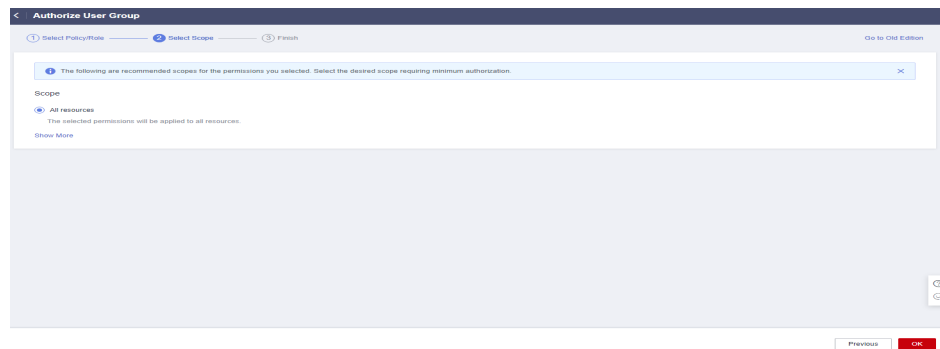 < Authorize User Group
1 Select Policy/Role 2 Select Scope 3 Finish Go to Old Edition
The following are recommended scopes for the permissions you selected. Select the desired scope requiring minimum authorization.
Scope
All resources
The selected permissions will be applied to all resources.
Show More
Previous OK